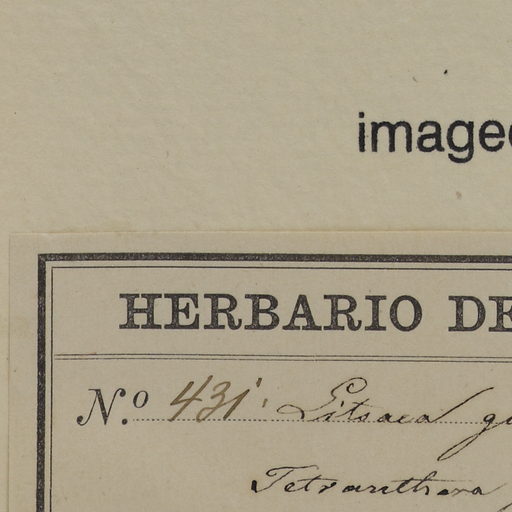 image
HERBARIO DE
N.º 431. Litsaea
Tetranthera